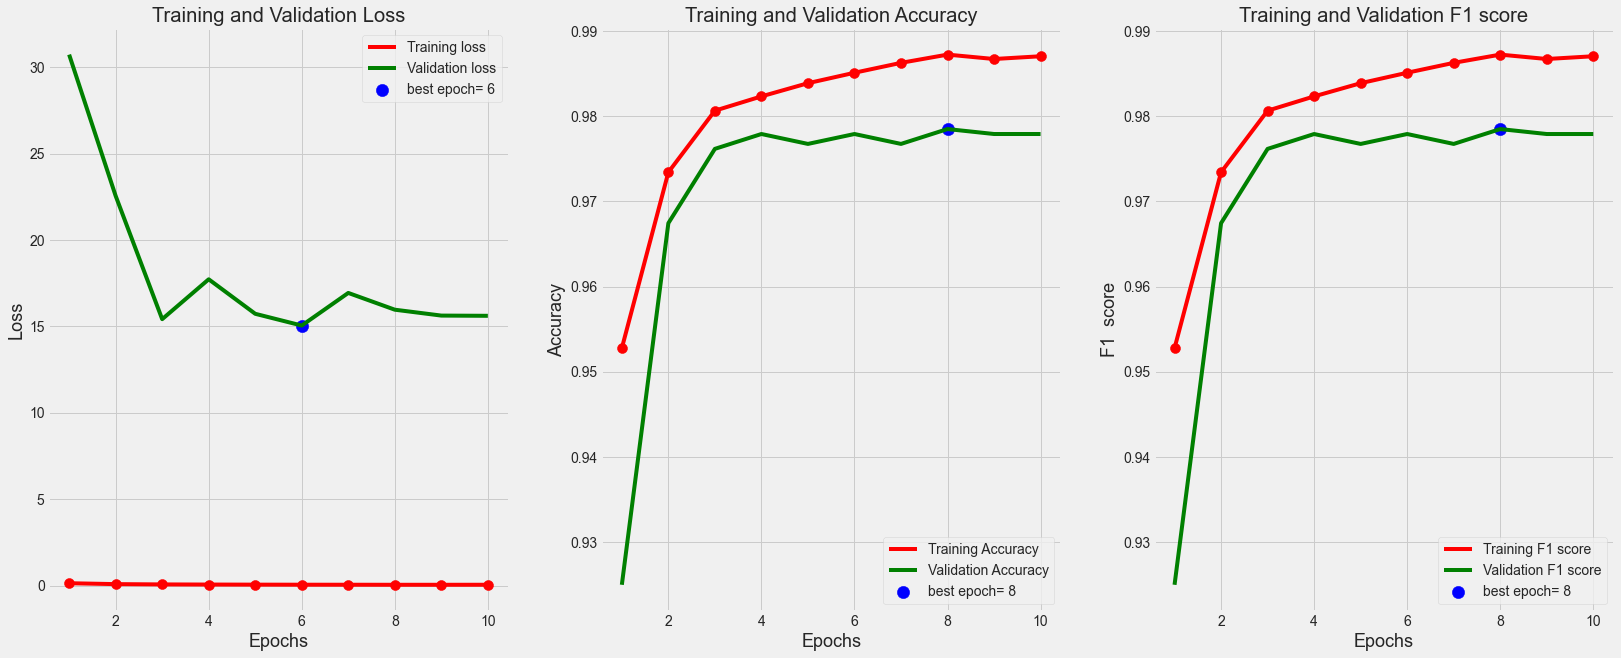 Training and Validation Loss
Training loss
Validation loss
best epoch= 6
30
25
20
15
10
5
0
Loss
2
4
6
8
10
Epochs
Training and Validation Accuracy
0.99
0.98
0.97
0.96
0.95
0.94
0.93
Accuracy
Training Accuracy
Validation Accuracy
best epoch= 8
2
4
6
8
10
Epochs
Training and Validation F1 score
0.99
0.98
0.97
0.96
0.95
0.94
0.93
F1  score
Training F1 score
Validation F1 score
best epoch= 8
2
4
6
8
10
Epochs